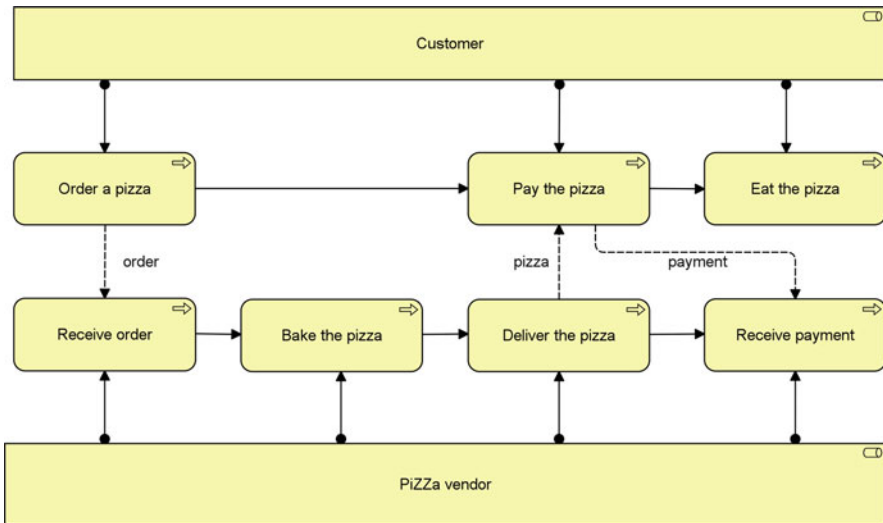 Customer
Order a pizza
Pay the pizza
Eat the pizza
order
pizza
payment
Receive order
Bake the pizza
Deliver the pizza
Receive payment
PiZZa vendor